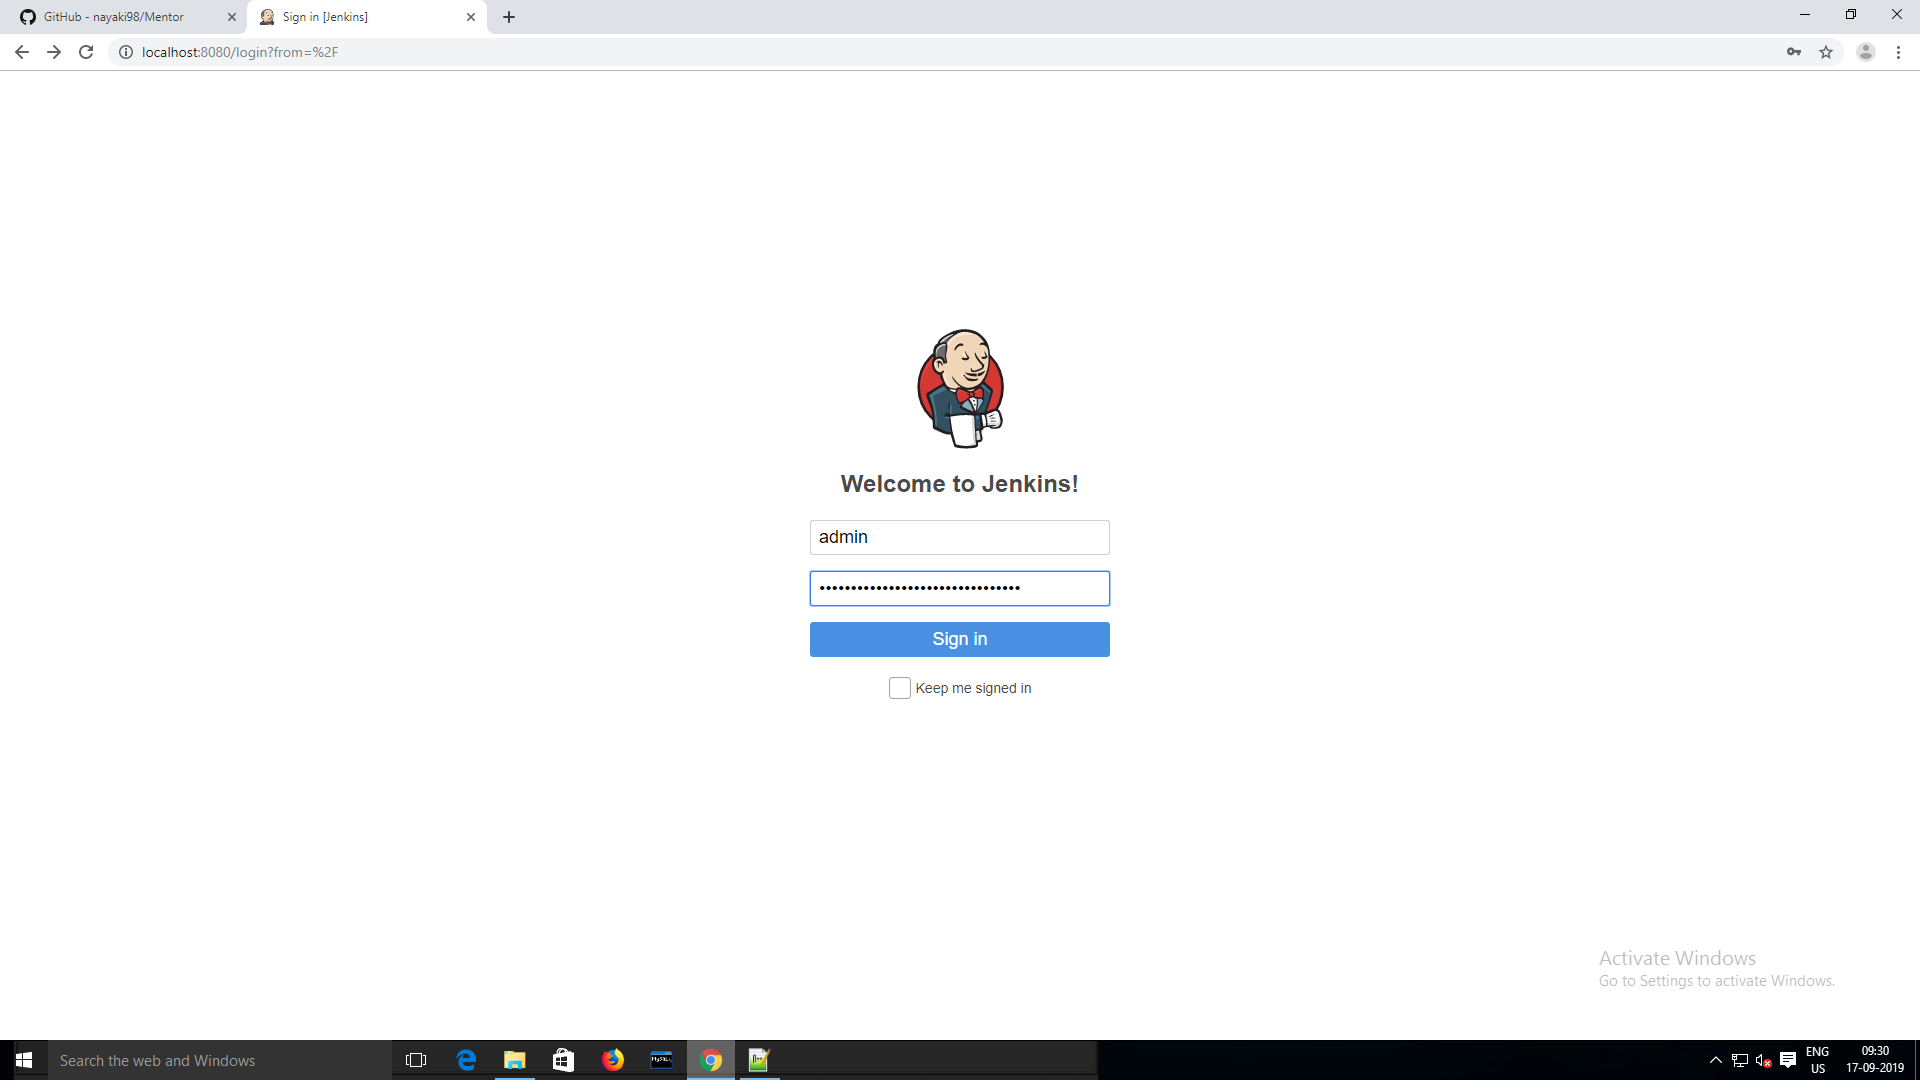 GitHub - nayaki98/Mentor
Sign in [Jenkins]
localhost:8080/login?from=%2F
Welcome to Jenkins!
admin
••••••••••••••••••••••••••••••••
Sign in
Keep me signed in
Activate Windows
Go to Settings to activate Windows.
Search the web and Windows
MySQL
ENG
US
09:30
17-09-2019